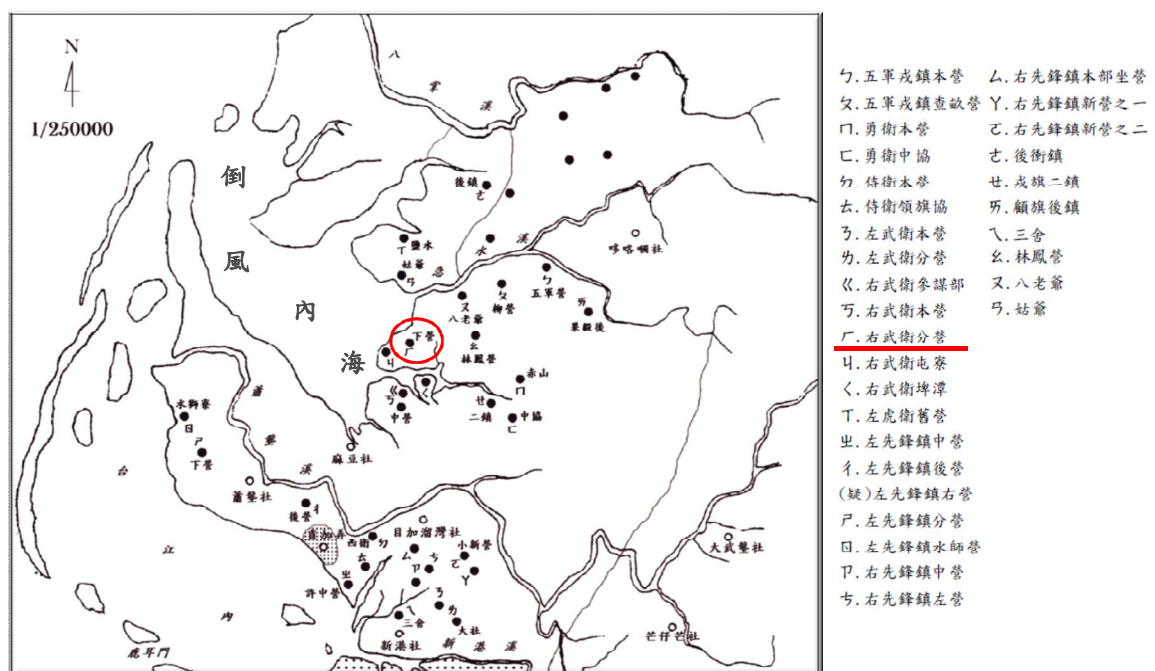 N
1/250000
八掌溪
倒風內海
後鎮
ㄜ
ㄒ鹽水
姑爺
ㄢ
急水溪
哆咯嘓社
ㄅ
五軍營
ㄆ
柳營
ㄞ
果毅後
ㄡ
八老爺
下營
ㄏ
ㄐ
ㄠ
林鳳營
赤山
ㄇ
ㄍ
ㄎ
中營
ㄑ
ㄝ
二鎮
中協
ㄈ
水獅寮
ㄖ
ㄕ
下營
蕭壠溪
麻豆社
蕭壠社
後營
ㄔ
目加溜灣社
西衛
ㄉ
ㄊ
ㄓ
許中營
ㄙ
ㄗ
ㄘ
小新營
ㄛ
ㄚ
ㄋ
ㄌ
大社
ㄟ
三舍
新港社
新港溪
大武壟社
芒仔芒社
台江內
鹿耳門
ㄅ.五軍戎鎮本營
ㄆ.五軍戎鎮查畝營
ㄇ.勇衛本營
ㄈ.勇衛中協
ㄉ.侍衛本營
ㄊ.侍衛領旗協
ㄋ.左武衛本營
ㄌ.左武衛分營
ㄍ.右武衛參謀部
ㄎ.右武衛本營
ㄏ.右武衛分營
ㄐ.右武衛屯寮
ㄑ.右武衛埤潭
ㄒ.左虎衛舊營
ㄓ.左先鋒鎮中營
ㄔ.左先鋒鎮後營
(疑)左先鋒鎮右營
ㄕ.左先鋒鎮分營
ㄖ.左先鋒鎮水師營
ㄗ.右先鋒鎮中營
ㄘ.右先鋒鎮左營
ㄙ.右先鋒鎮本部坐營
ㄚ.右先鋒鎮新營之一
ㄛ.右先鋒鎮新營之二
ㄜ.後衝鎮
ㄝ.戎旗二鎮
ㄞ.顧旗後鎮
ㄟ.三舍
ㄠ.林鳳營
ㄡ.八老爺
ㄢ.姑爺